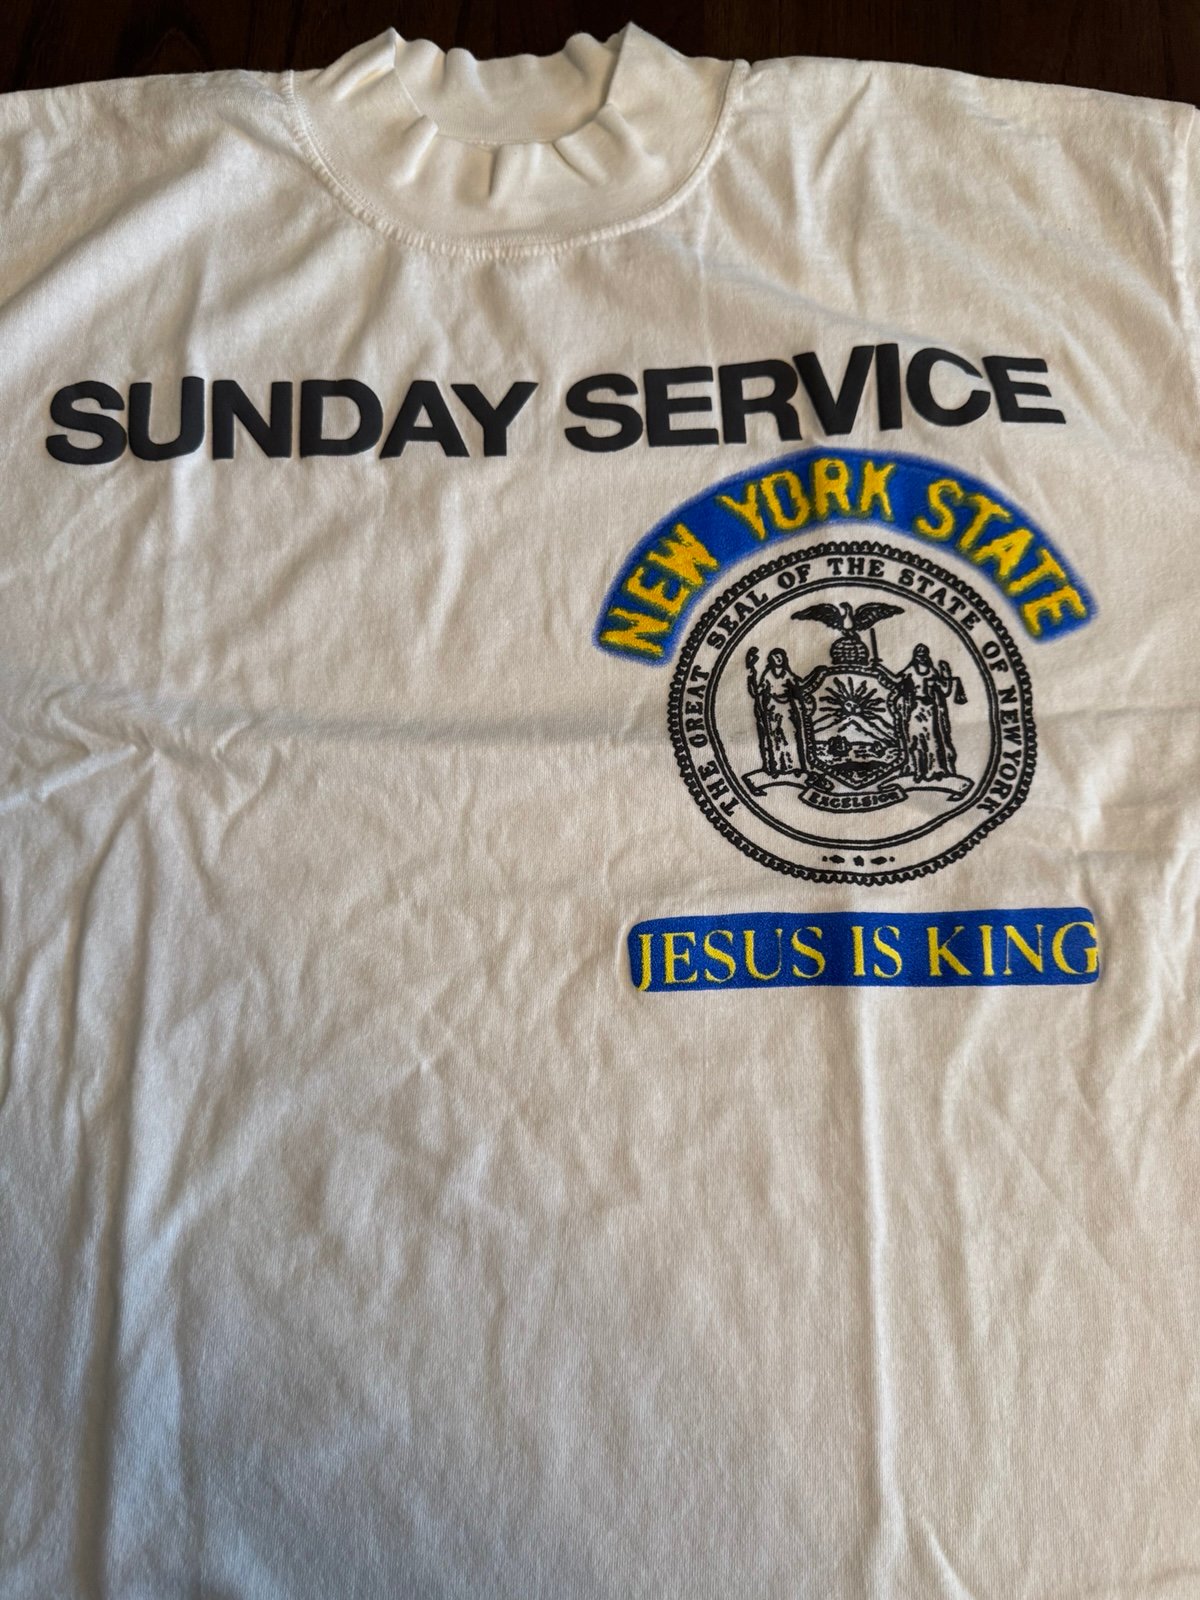 SUNDAY SERVICE
NEW YORK STATE
THE GREAT SEAL OF THE STATE OF NEW YORK
EXCELSIOR
JESUS IS KING